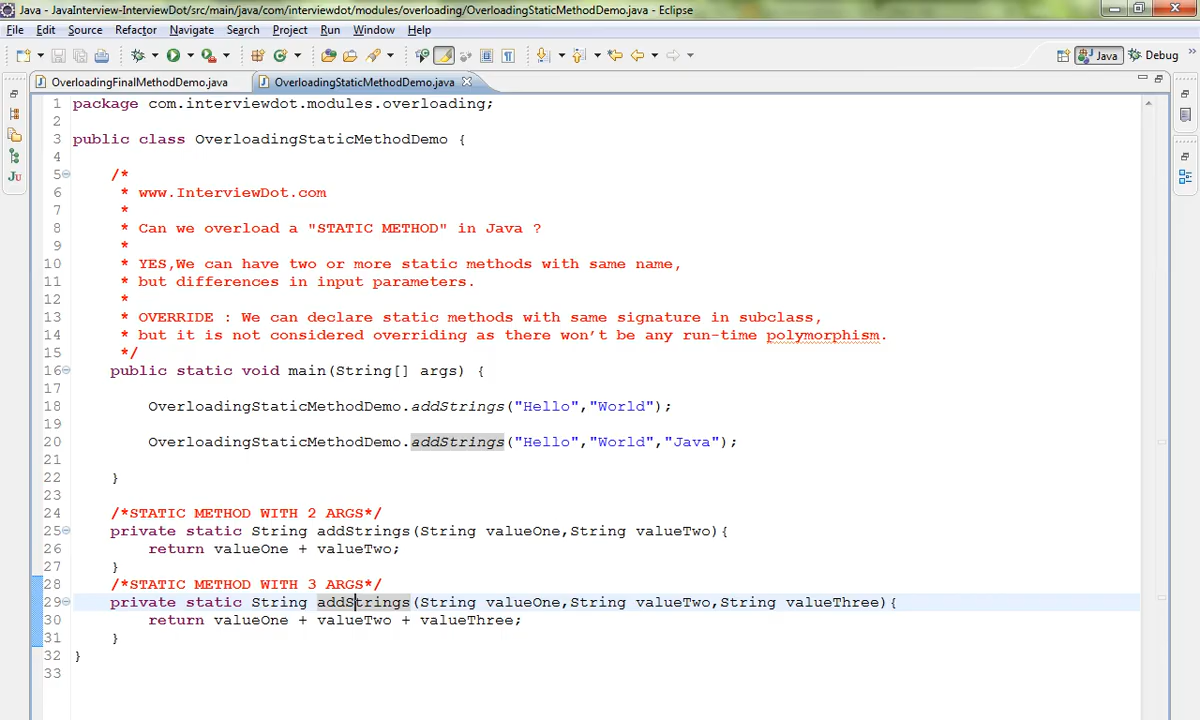 Java - JavaInterview-InterviewDot/src/main/java/com/interviewdot/modules/overloading/OverloadingStaticMethodDemo.java - Eclipse
File Edit Source Refactor Navigate Search Project Run Window Help
Java Debug »
OverloadingFinalMethodDemo.java OverloadingStaticMethodDemo.java
1 package com.interviewdot.modules.overloading;
2
3 public class OverloadingStaticMethodDemo {
4
5 /*
6 * www.InterviewDot.com
7 *
8 * Can we overload a "STATIC METHOD" in Java ?
9 *
10 * YES,We can have two or more static methods with same name,
11 * but differences in input parameters.
12 *
13 * OVERRIDE : We can declare static methods with same signature in subclass,
14 * but it is not considered overriding as there won't be any run-time polymorphism.
15 */
16 public static void main(String[] args) {
17
18 OverloadingStaticMethodDemo.addStrings("Hello","World");
19
20 OverloadingStaticMethodDemo.addStrings("Hello","World","Java");
21
22 }
23
24 /*STATIC METHOD WITH 2 ARGS*/
25 private static String addStrings(String valueOne,String valueTwo){
26 return valueOne + valueTwo;
27 }
28 /*STATIC METHOD WITH 3 ARGS*/
29 private static String addStrings(String valueOne,String valueTwo,String valueThree){
30 return valueOne + valueTwo + valueThree;
31 }
32 }
33
Ju